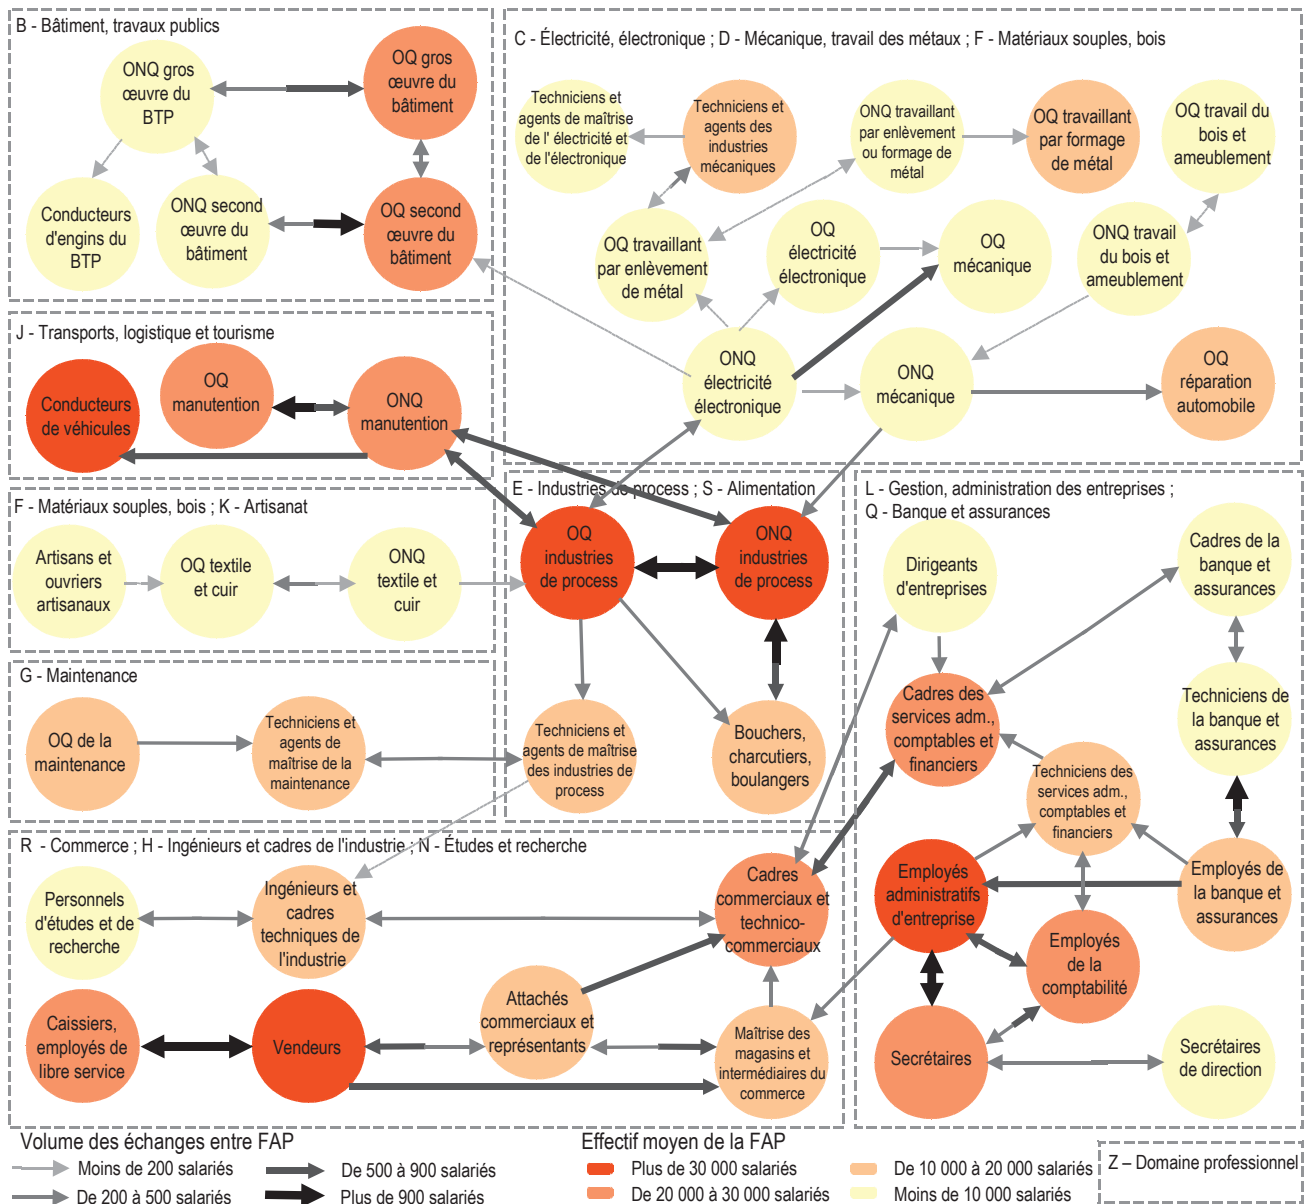 B - Bâtiment, travaux publics
ONQ gros
œuvre du
BTP
OQ gros
œuvre du
bâtiment
Conducteurs
d'engins du
BTP
ONQ second
œuvre du
bâtiment
OQ second
œuvre du
bâtiment
C - Électricité, électronique ; D - Mécanique, travail des métaux ; F - Matériaux souples, bois
Techniciens et
agents de maîtrise
de l' électricité et
de l'électronique
Techniciens et
agents des
industries
mécaniques
ONQ travaillant
par enlèvement
ou formage de
métal
OQ travaillant
par formage
de métal
OQ travail du
bois et
ameublement
OQ travaillant
par enlèvement
de métal
OQ
électricité
électronique
OQ
mécanique
ONQ travail
du bois et
ameublement
ONQ
électricité
électronique
ONQ
mécanique
OQ
réparation
automobile
J - Transports, logistique et tourisme
Conducteurs
de véhicules
OQ
manutention
ONQ
manutention
F - Matériaux souples, bois ; K - Artisanat
Artisans et
ouvriers
artisanaux
OQ textile
et cuir
ONQ
textile et
cuir
E - Industries de process ; S - Alimentation
OQ
industries
de process
ONQ
industries
de process
Techniciens et
agents de maîtrise
des industries de
process
Bouchers,
charcutiers,
boulangers
G - Maintenance
OQ de la
maintenance
Techniciens et
agents de
maîtrise de la
maintenance
L - Gestion, administration des entreprises ;
Q - Banque et assurances
Dirigeants
d'entreprises
Cadres de la
banque et
assurances
Cadres des
services adm.,
comptables et
financiers
Techniciens de
la banque et
assurances
Techniciens des
services adm.,
comptables et
financiers
Employés
administratifs
d'entreprise
Employés de
la banque et
assurances
Employés
de la
comptabilité
Secrétaires
Secrétaires
de direction
R - Commerce ; H - Ingénieurs et cadres de l'industrie ; N - Études et recherche
Personnels
d'études et de
recherche
Ingénieurs et
cadres
techniques de
l'industrie
Cadres
commerciaux et
technico-
commerciaux
Caissiers,
employés de
libre service
Vendeurs
Attachés
commerciaux et
représentants
Maîtrise des
magasins et
intermédiaires du
commerce
Volume des échanges entre FAP
Moins de 200 salariés
De 500 à 900 salariés
De 200 à 500 salariés
Plus de 900 salariés
Effectif moyen de la FAP
Plus de 30 000 salariés
De 10 000 à 20 000 salariés
De 20 000 à 30 000 salariés
Moins de 10 000 salariés
Z – Domaine professionnel